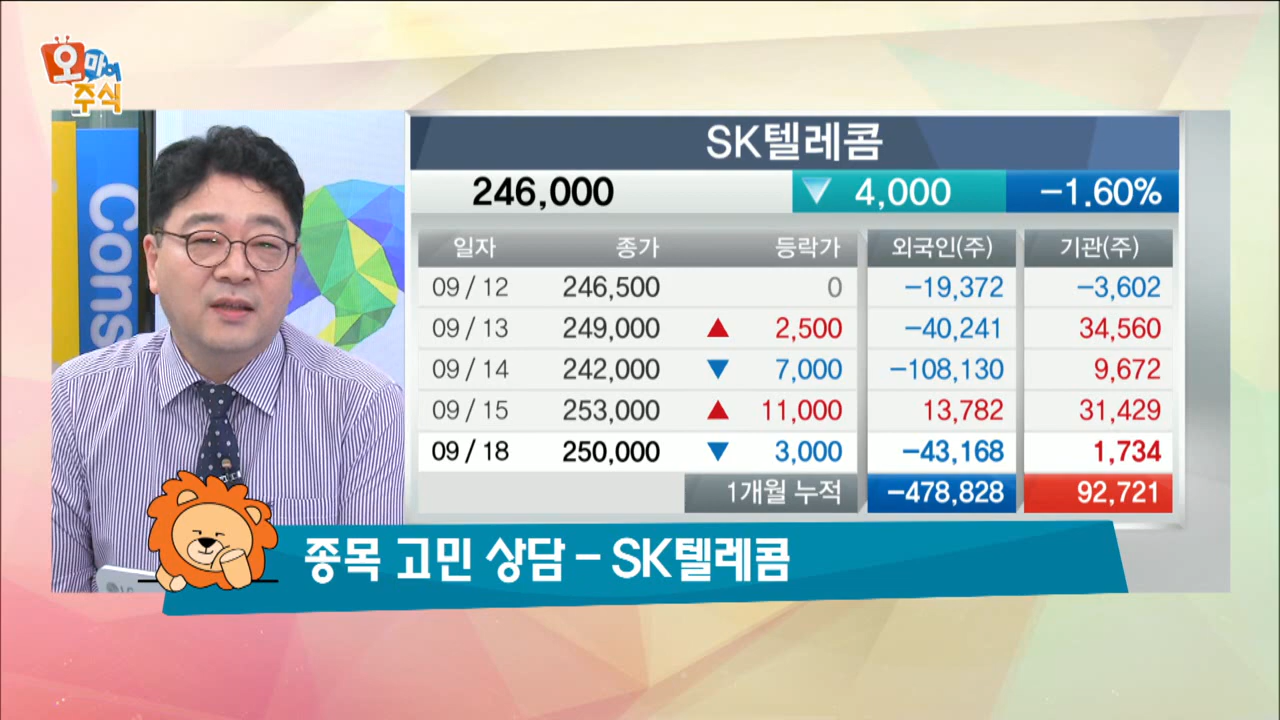 오마이
주식
Cons
SK텔레콤
246,000 ▼ 4,000 -1.60%
일자 종가 등락가 외국인(주) 기관(주)
09 / 12 246,500 0 -19,372 -3,602
09 / 13 249,000 ▲ 2,500 -40,241 34,560
09 / 14 242,000 ▼ 7,000 -108,130 9,672
09 / 15 253,000 ▲ 11,000 13,782 31,429
09 / 18 250,000 ▼ 3,000 -43,168 1,734
1개월 누적 -478,828 92,721
종목 고민 상담 - SK텔레콤